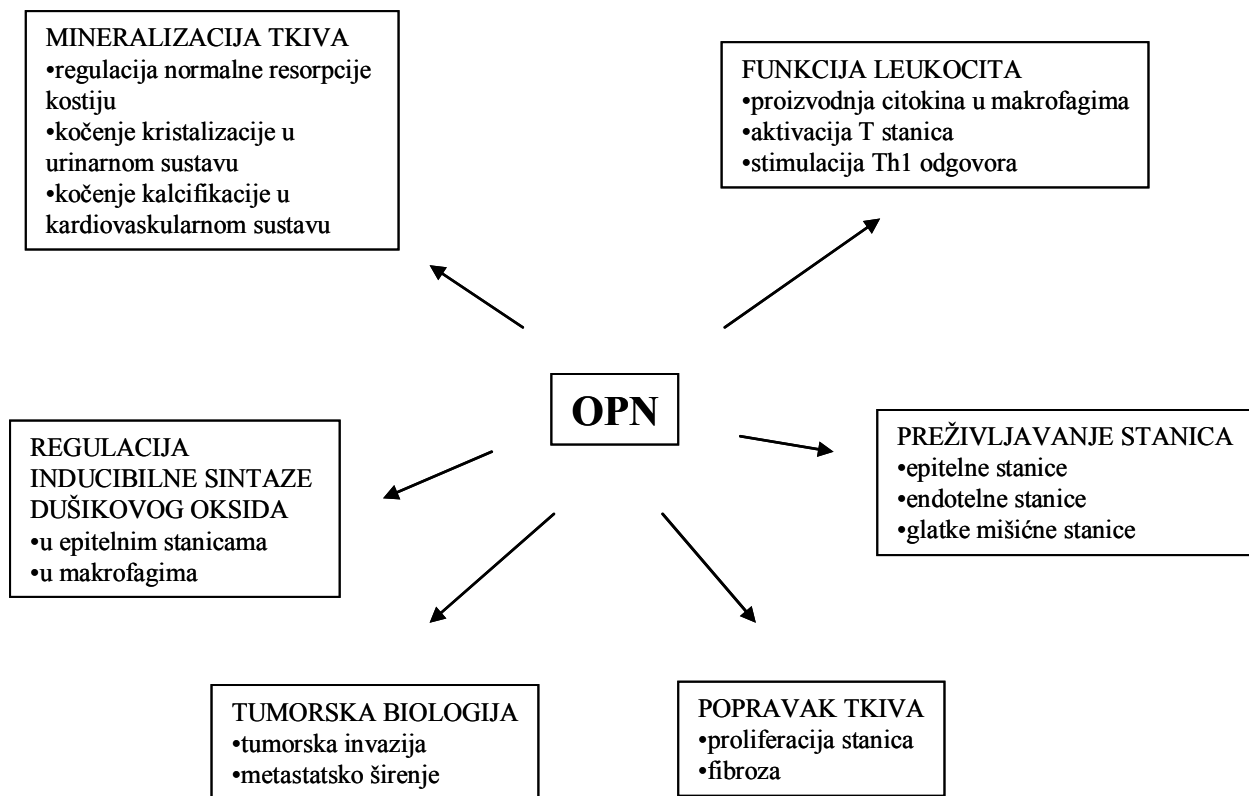 MINERALIZACIJA TKIVA
•regulacija normalne resorpcije
kostiju
•kočenje kristalizacije u
urinarnom sustavu
•kočenje kalcifikacije u
kardiovaskularnom sustavu
FUNKCIJA LEUKOCITA
•proizvodnja citokina u makrofagima
•aktivacija T stanica
•stimulacija Th1 odgovora
OPN
REGULACIJA
INDUCIBILNE SINTAZE
DUŠIKOVOG OKSIDA
•u epitelnim stanicama
•u makrofagima
PREŽIVLJAVANJE STANICA
•epitelne stanice
•endotelne stanice
•glatke mišićne stanice
TUMORSKA BIOLOGIJA
•tumorska invazija
•metastatsko širenje
POPRAVAK TKIVA
•proliferacija stanica
•fibroza